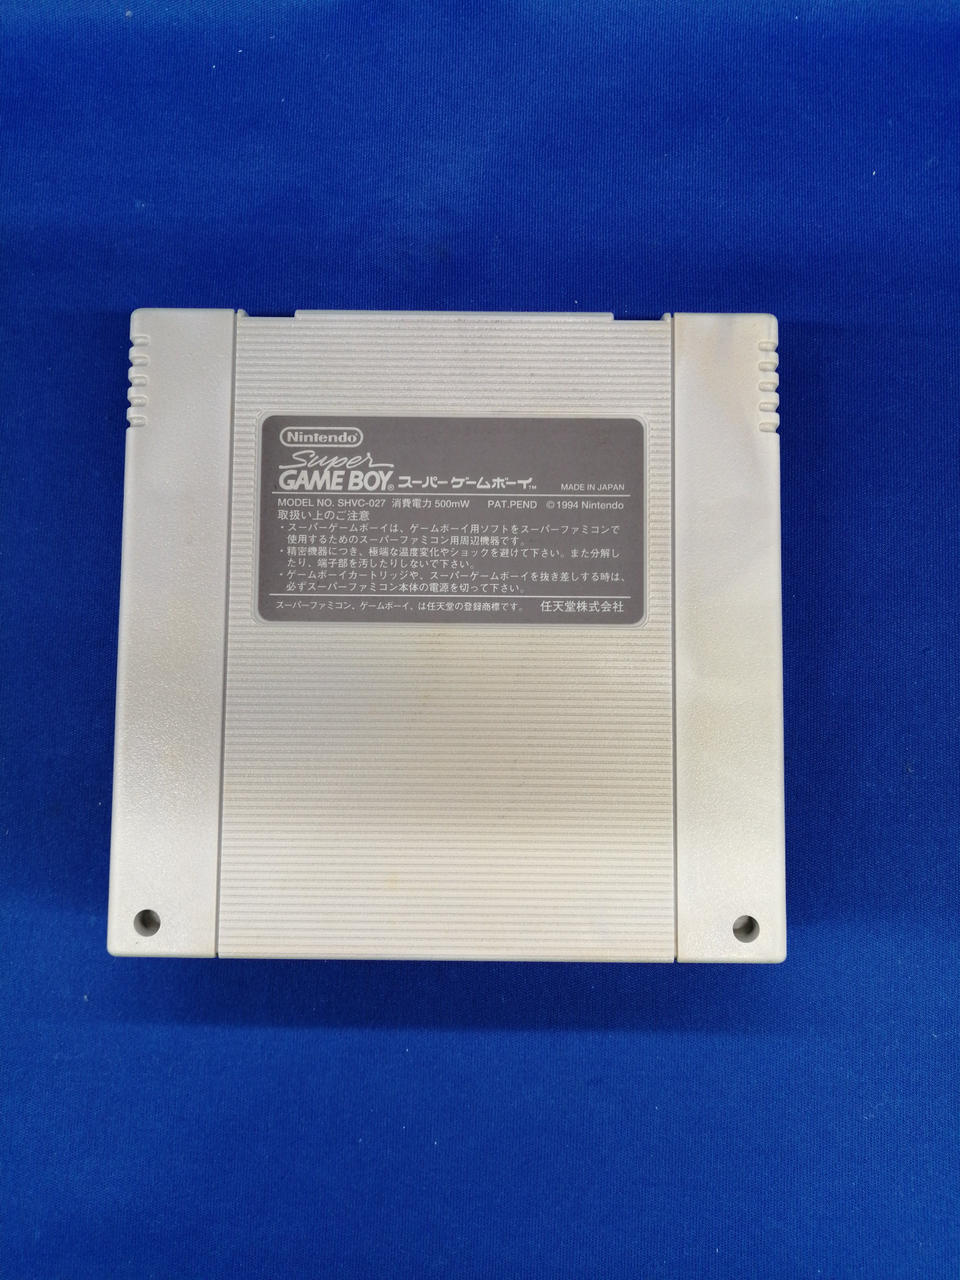 Nintendo®
Super
GAME BOY® スーパーゲームボーイ™ MADE IN JAPAN
MODEL NO. SHVC-027 消費電力 500mW PAT.PEND ©1994 Nintendo
取扱い上のご注意
・スーパーゲームボーイは、ゲームボーイ用ソフトをスーパーファミコンで
使用するためのスーパーファミコン用周辺機器です。
・精密機器につき、極端な温度変化やショックを避けて下さい。また分解し
たり、端子部を汚したりしないで下さい。
・ゲームボーイカートリッジや、スーパーゲームボーイを抜き差しする時は、
必ずスーパーファミコン本体の電源を切って下さい。
スーパーファミコン、ゲームボーイ、は任天堂の登録商標です。 任天堂株式会社